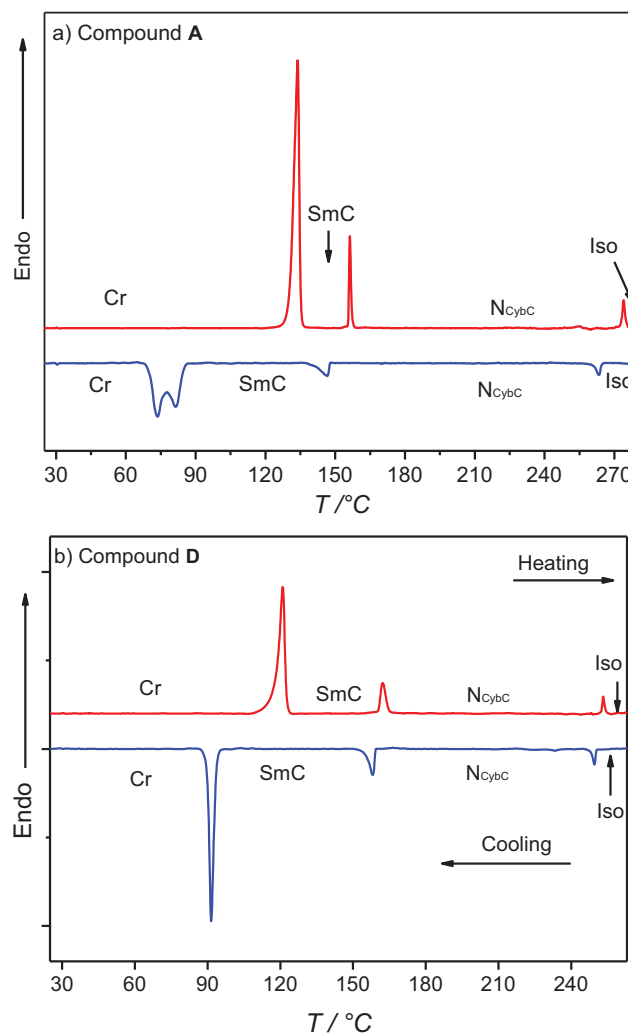 a) Compound A
Endo
SmC
Iso
Cr
NCybC
Cr
SmC
NCybC
Iso
30 60 90 120 150 180 210 240 270
T /°C
b) Compound D
Heating
Endo
Iso
Cr
SmC
NCybC
Cr
SmC
NCybC
Iso
Cooling
30 60 90 120 150 180 210 240
T / °C